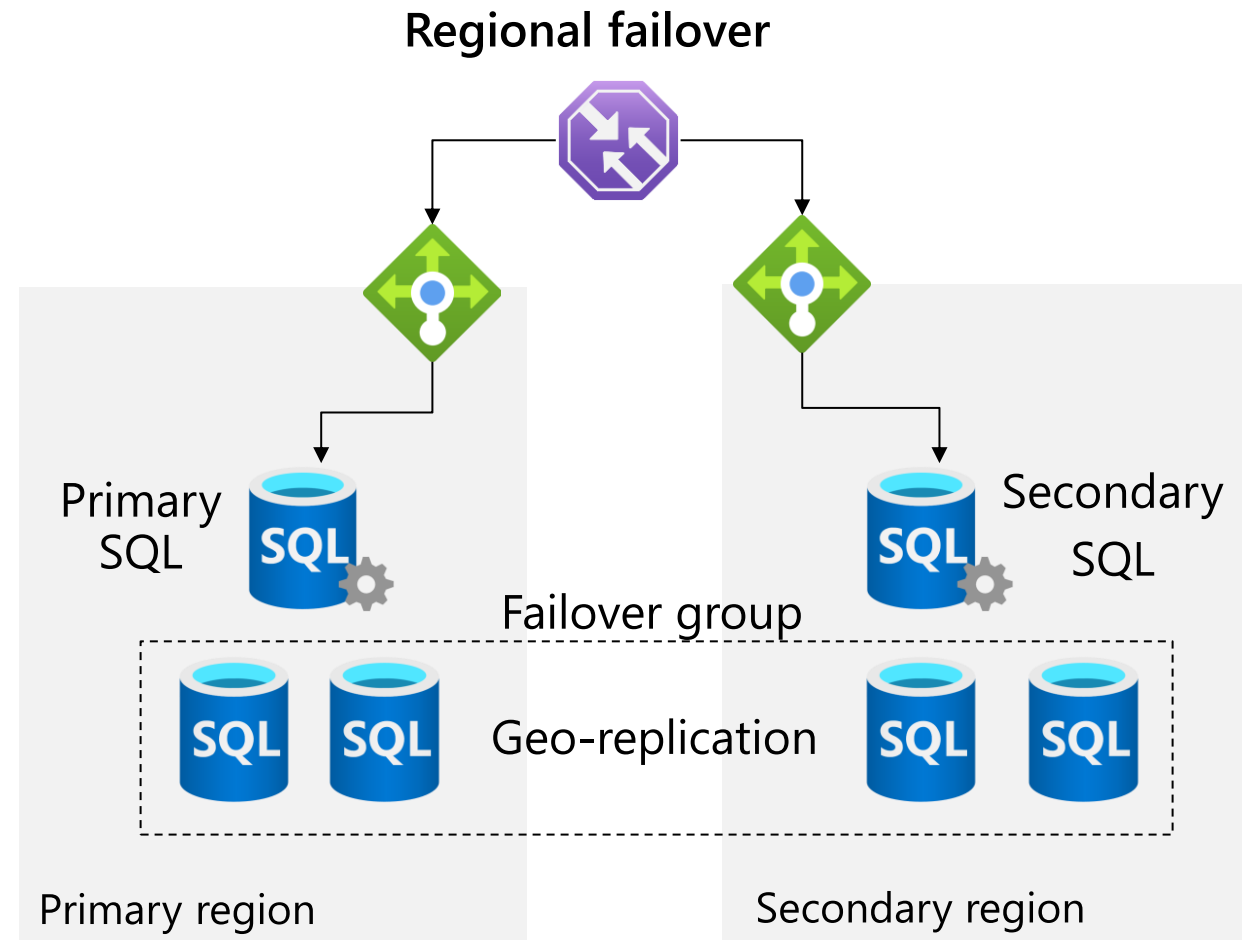 Regional failover
Primary
SQL
SQL
SQL
Secondary
SQL
Failover group
SQL
SQL
Geo-replication
SQL
SQL
Primary region
Secondary region